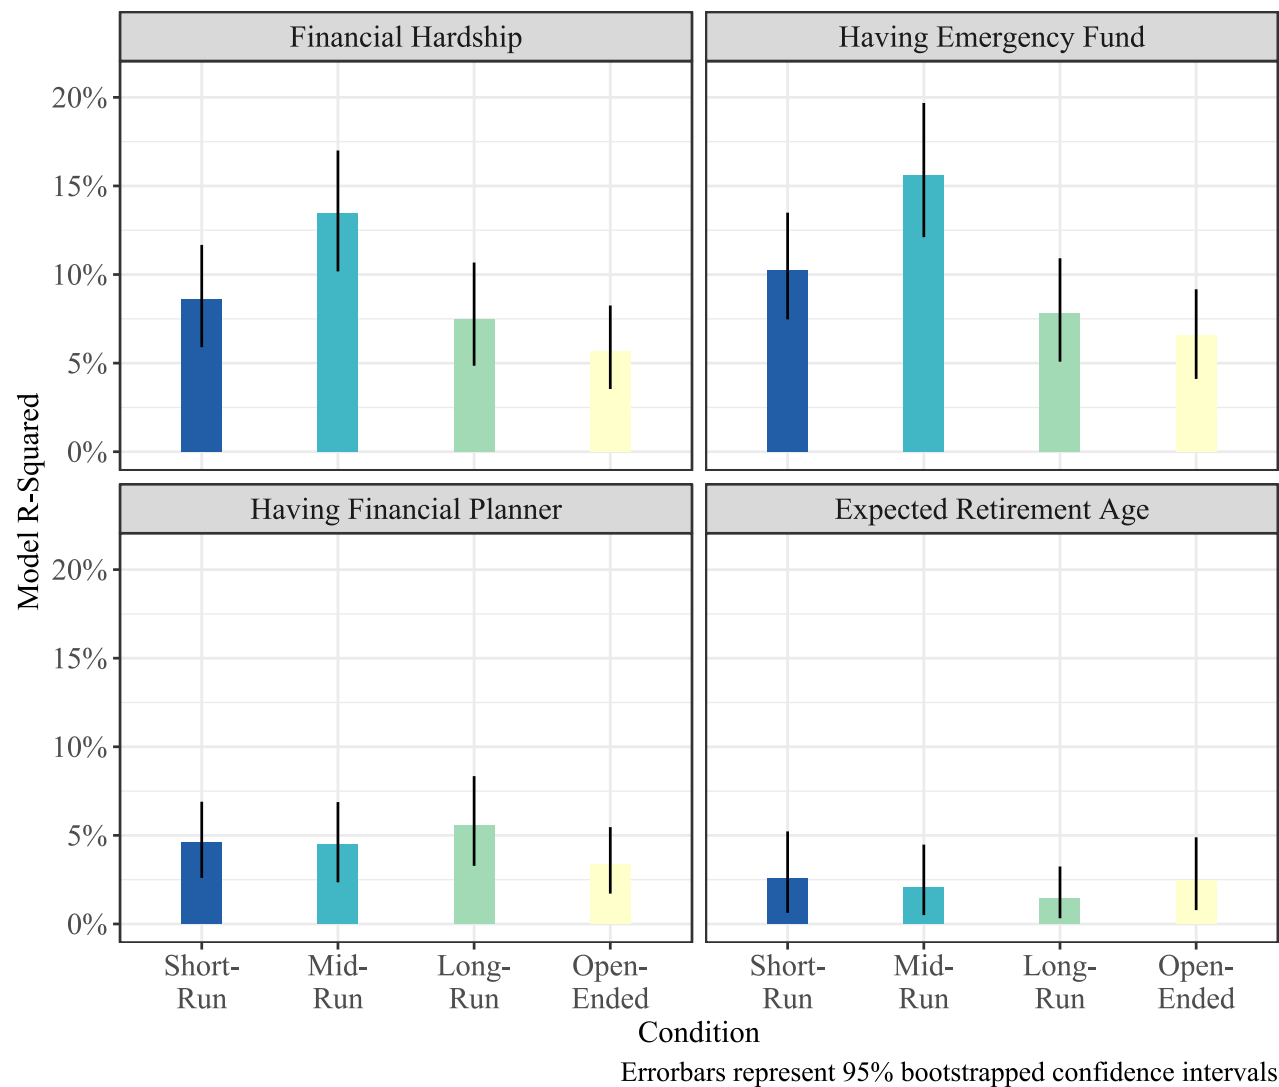 Financial Hardship
Having Emergency Fund
20%
15%
10%
5%
0%
Model R-Squared
Having Financial Planner
Expected Retirement Age
20%
15%
10%
5%
0%
Short-
Run
Mid-
Run
Long-
Run
Open-
Ended
Short-
Run
Mid-
Run
Long-
Run
Open-
Ended
Condition
Errorbars represent 95% bootstrapped confidence intervals